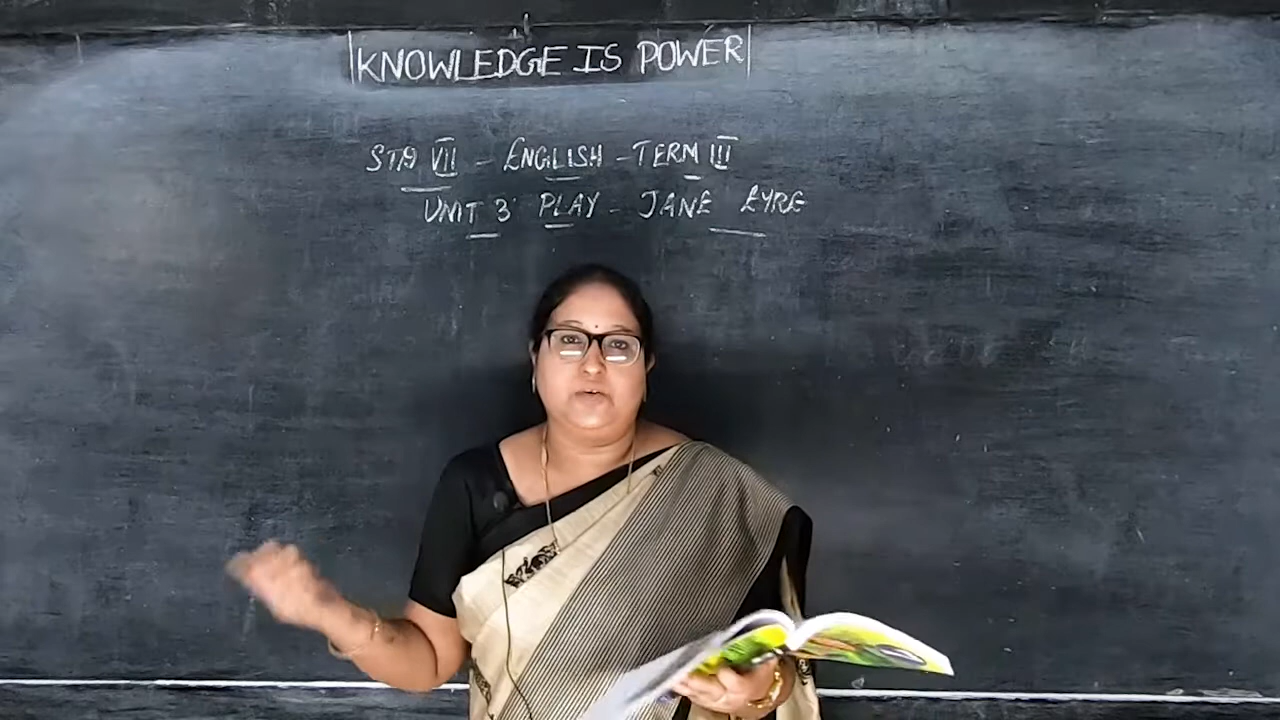 KNOWLEDGE IS POWER
STD VII - ENGLISH - TERM III
UNIT 3 PLAY - JANE EYRE